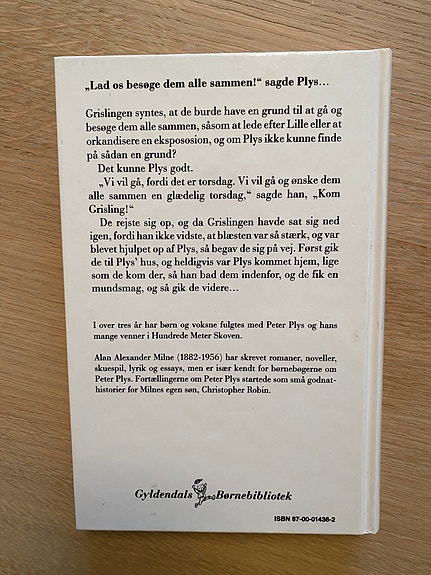 „Lad os besøge dem alle sammen!“ sagde Plys...
Grislingen syntes, at de burde have en grund til at gå og
besøge dem alle sammen, såsom at lede efter Lille eller at
orkandisere en ekspososion, og om Plys ikke kunne finde
på sådan en grund?
Det kunne Plys godt.
„Vi vil gå, fordi det er torsdag. Vi vil gå og ønske dem
alle sammen en glædelig torsdag,“ sagde han, „Kom
Grisling!“
De rejste sig op, og da Grislingen havde sat sig ned
igen, fordi han ikke vidste, at blæsten var så stærk, og var
blevet hjulpet op af Plys, så begav de sig på vej. Først gik
de til Plys’ hus, og heldigvis var Plys kommet hjem, lige
som de kom der, så han bad dem indenfor, og de fik en
mundsmag, og så gik de videre...
I over tres år har børn og voksne fulgtes med Peter Plys og hans
mange venner i Hundrede Meter Skoven.
Alan Alexander Milne (1882-1956) har skrevet romaner, noveller,
skuespil, lyrik og essays, men er især kendt for børnebøgerne om
Peter Plys. Fortællingerne om Peter Plys startede som små godnat-
historier for Milnes egen søn, Christopher Robin.
Gyldendals Børnebibliotek
ISBN 87-00-01436-2